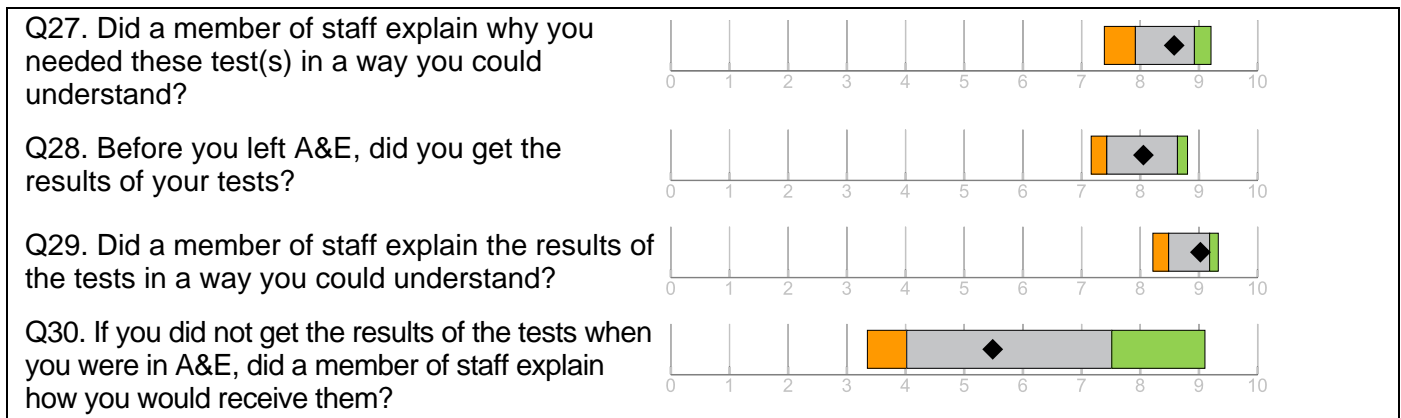 Q27. Did a member of staff explain why you
needed these test(s) in a way you could
understand?
0 1 2 3 4 5 6 7 8 9 10
Q28. Before you left A&E, did you get the
results of your tests?
0 1 2 3 4 5 6 7 8 9 10
Q29. Did a member of staff explain the results of
the tests in a way you could understand?
0 1 2 3 4 5 6 7 8 9 10
Q30. If you did not get the results of the tests when
you were in A&E, did a member of staff explain
how you would receive them?
0 1 2 3 4 5 6 7 8 9 10